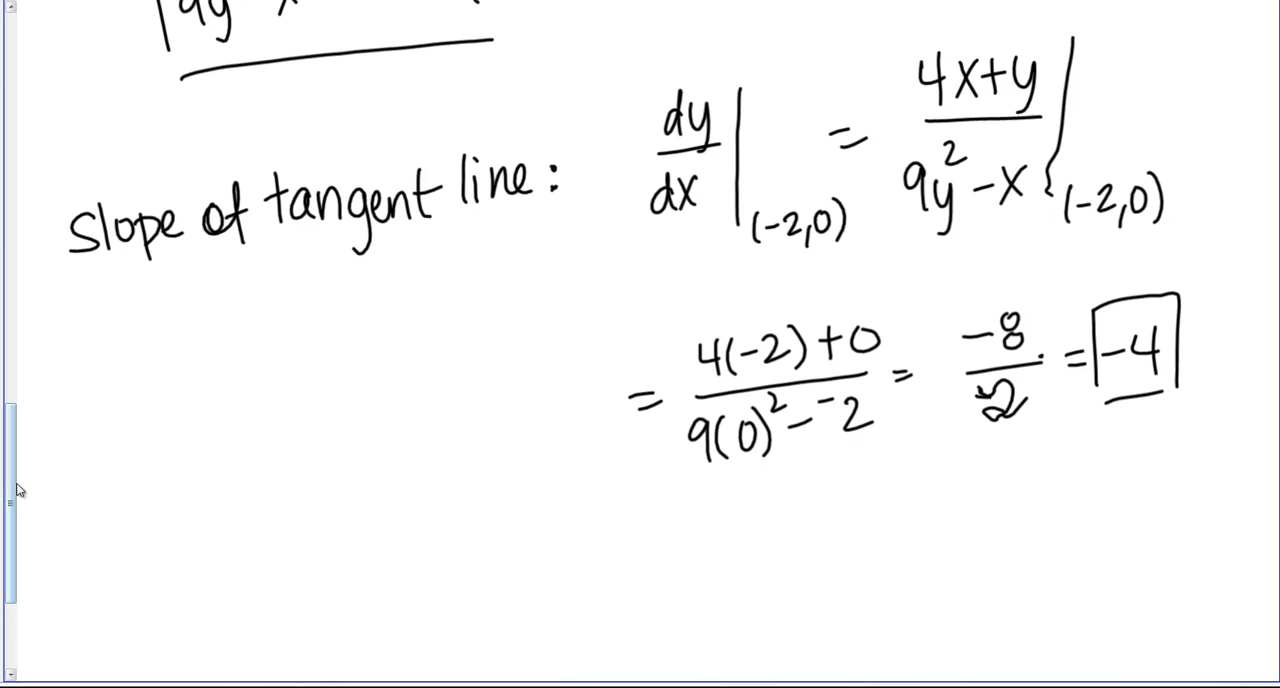 slope of tangent line: dy/dx |(-2,0) = 4x+y / 9y² - x |(-2,0)
= 4(-2)+0 / 9(0)² - -2 = -8 / 2 = -4